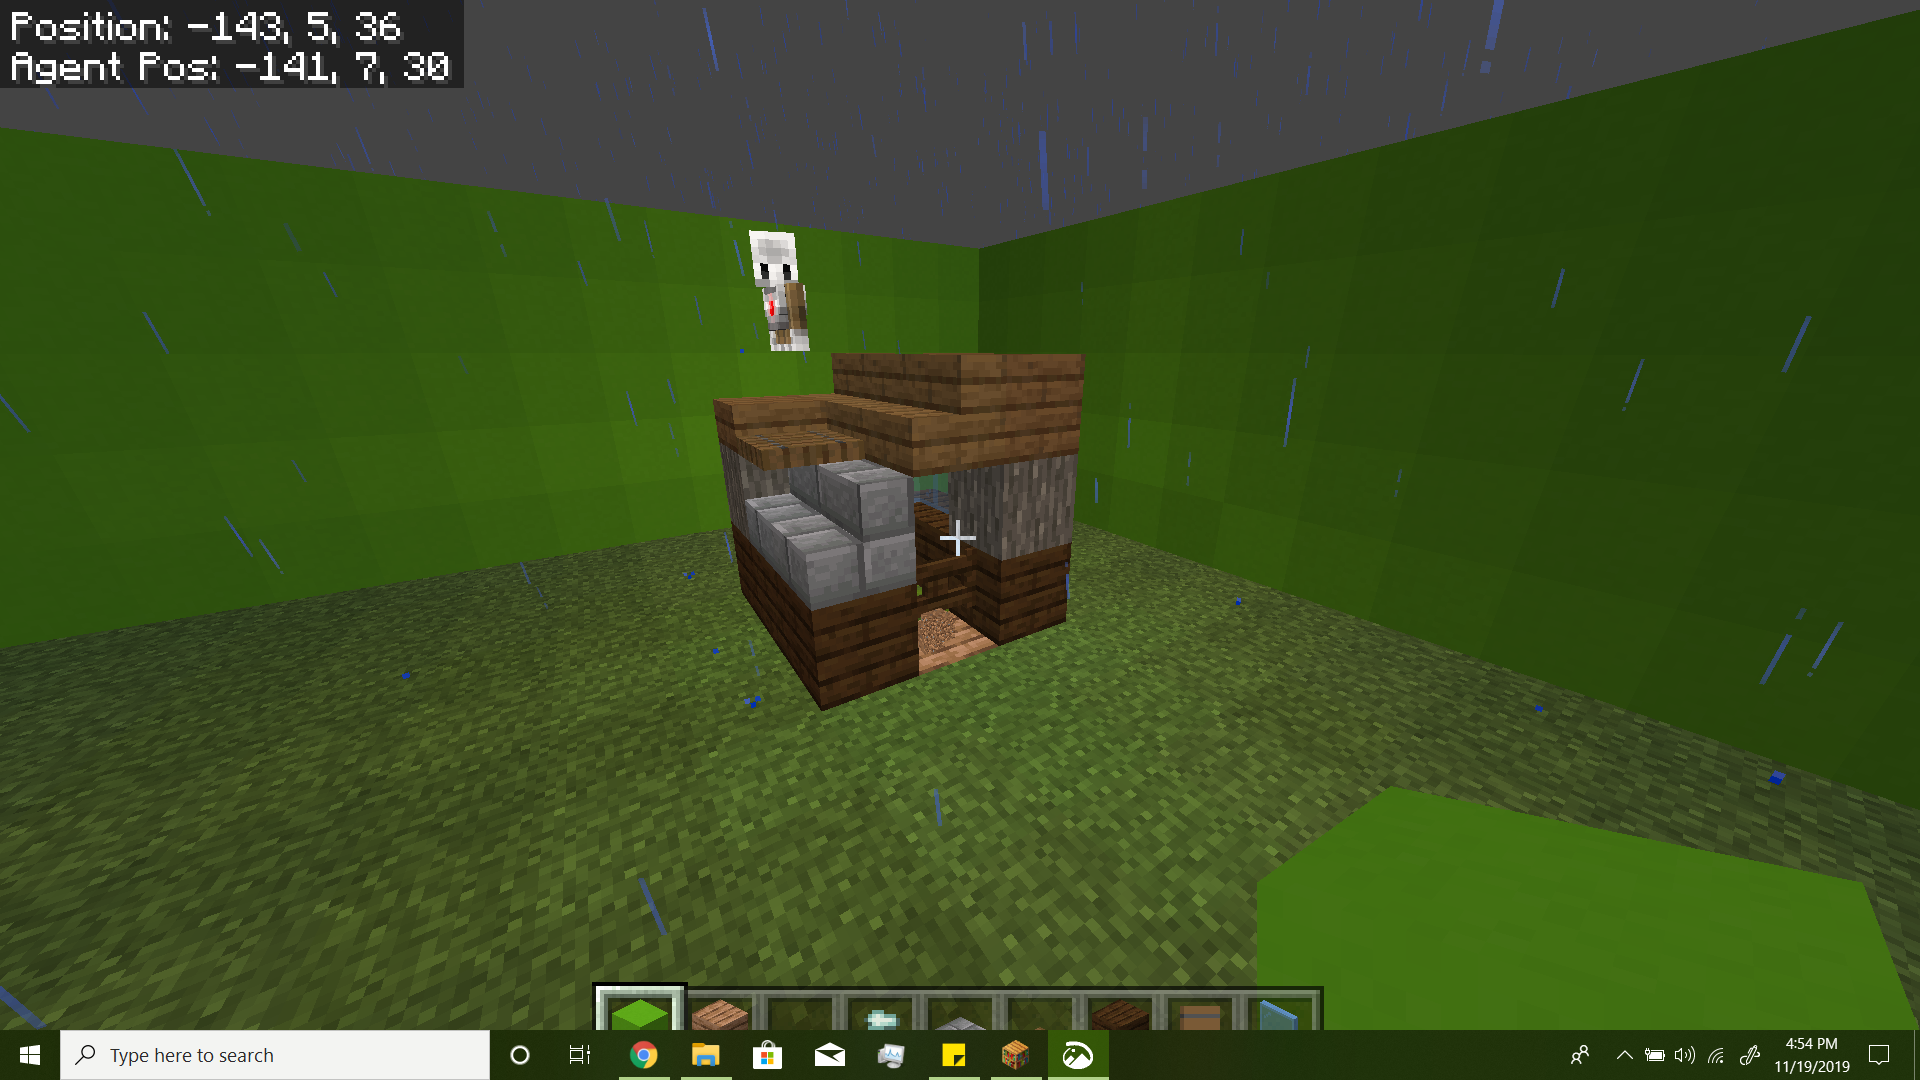 Position: -143, 5, 36
Agent Pos: -141, 7, 30
Type here to search
4:54 PM
11/19/2019